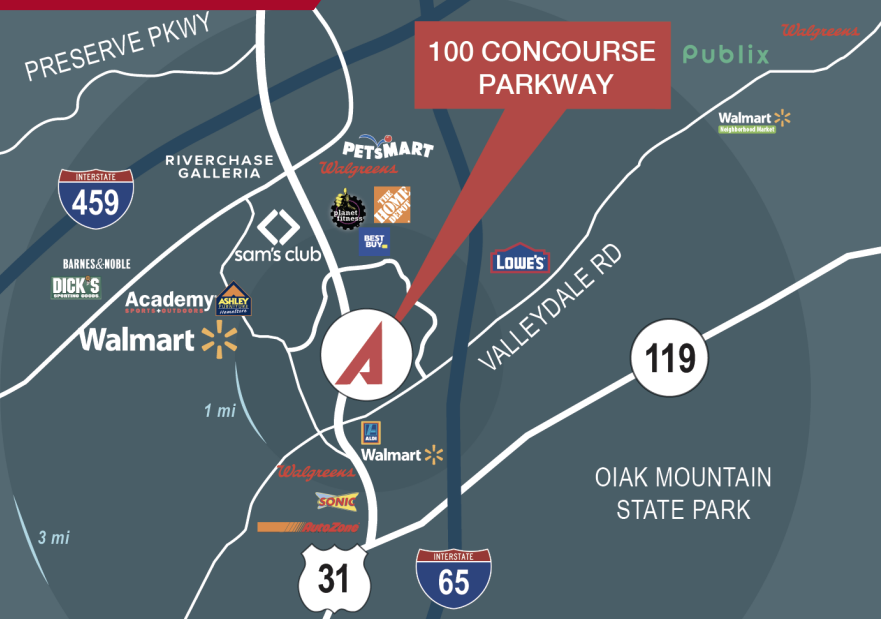 PRESERVE PKWY
100 CONCOURSE
PARKWAY
Walgreens
Publix
Walmart
Neighborhood Market
RIVERCHASE
GALLERIA
PETSMART
Walgreens
INTERSTATE
459
planet
fitness
THE
HOME
DEPOT
BEST
BUY
sam's club
LOWE'S
BARNES&NOBLE
DICK'S
SPORTING GOODS
Academy
SPORTS+OUTDOORS
ASHLEY
FURNITURE
HomeStore
Walmart
VALLEYDALE RD
A
119
1 mi
ALDI
Walmart
Walgreens
SONIC
AutoZone
OIAK MOUNTAIN
STATE PARK
3 mi
31
INTERSTATE
65